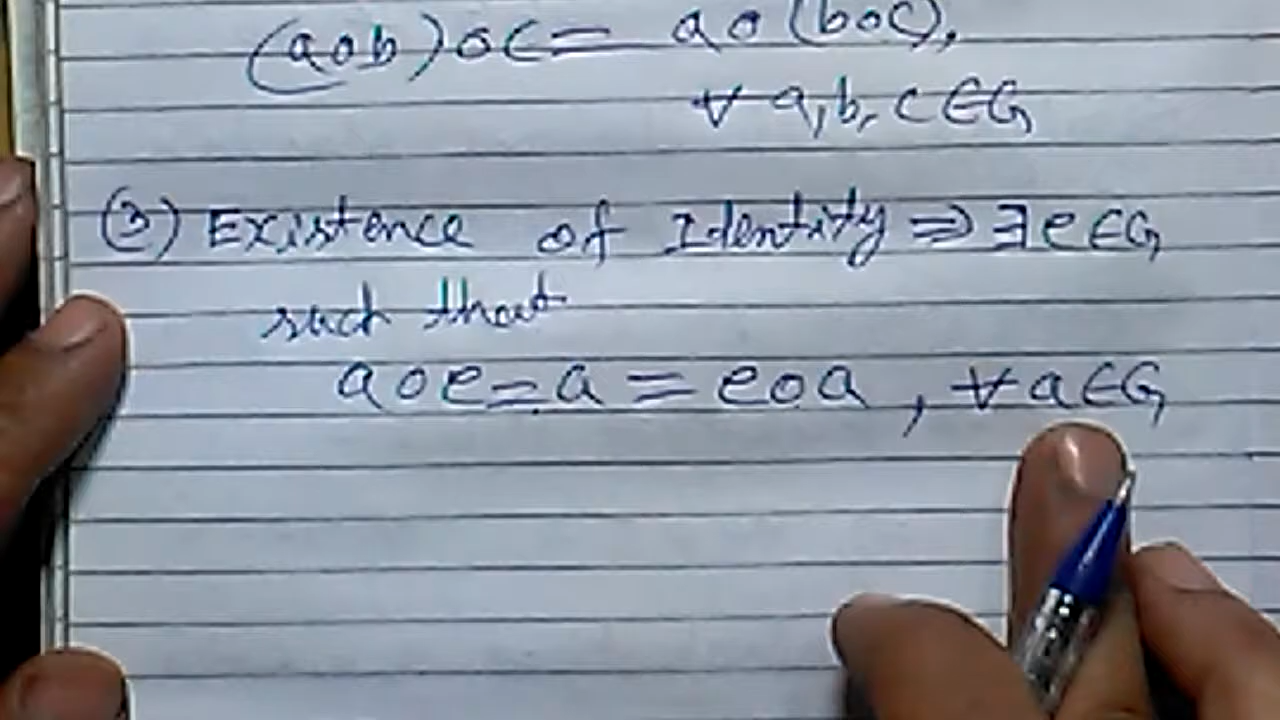 (aob)oc= ao(boc),
∀ a,b,c∈G
(3) Existence of Identity ⇒ ∃e∈G
such that
aoe=a=eoa, ∀a∈G